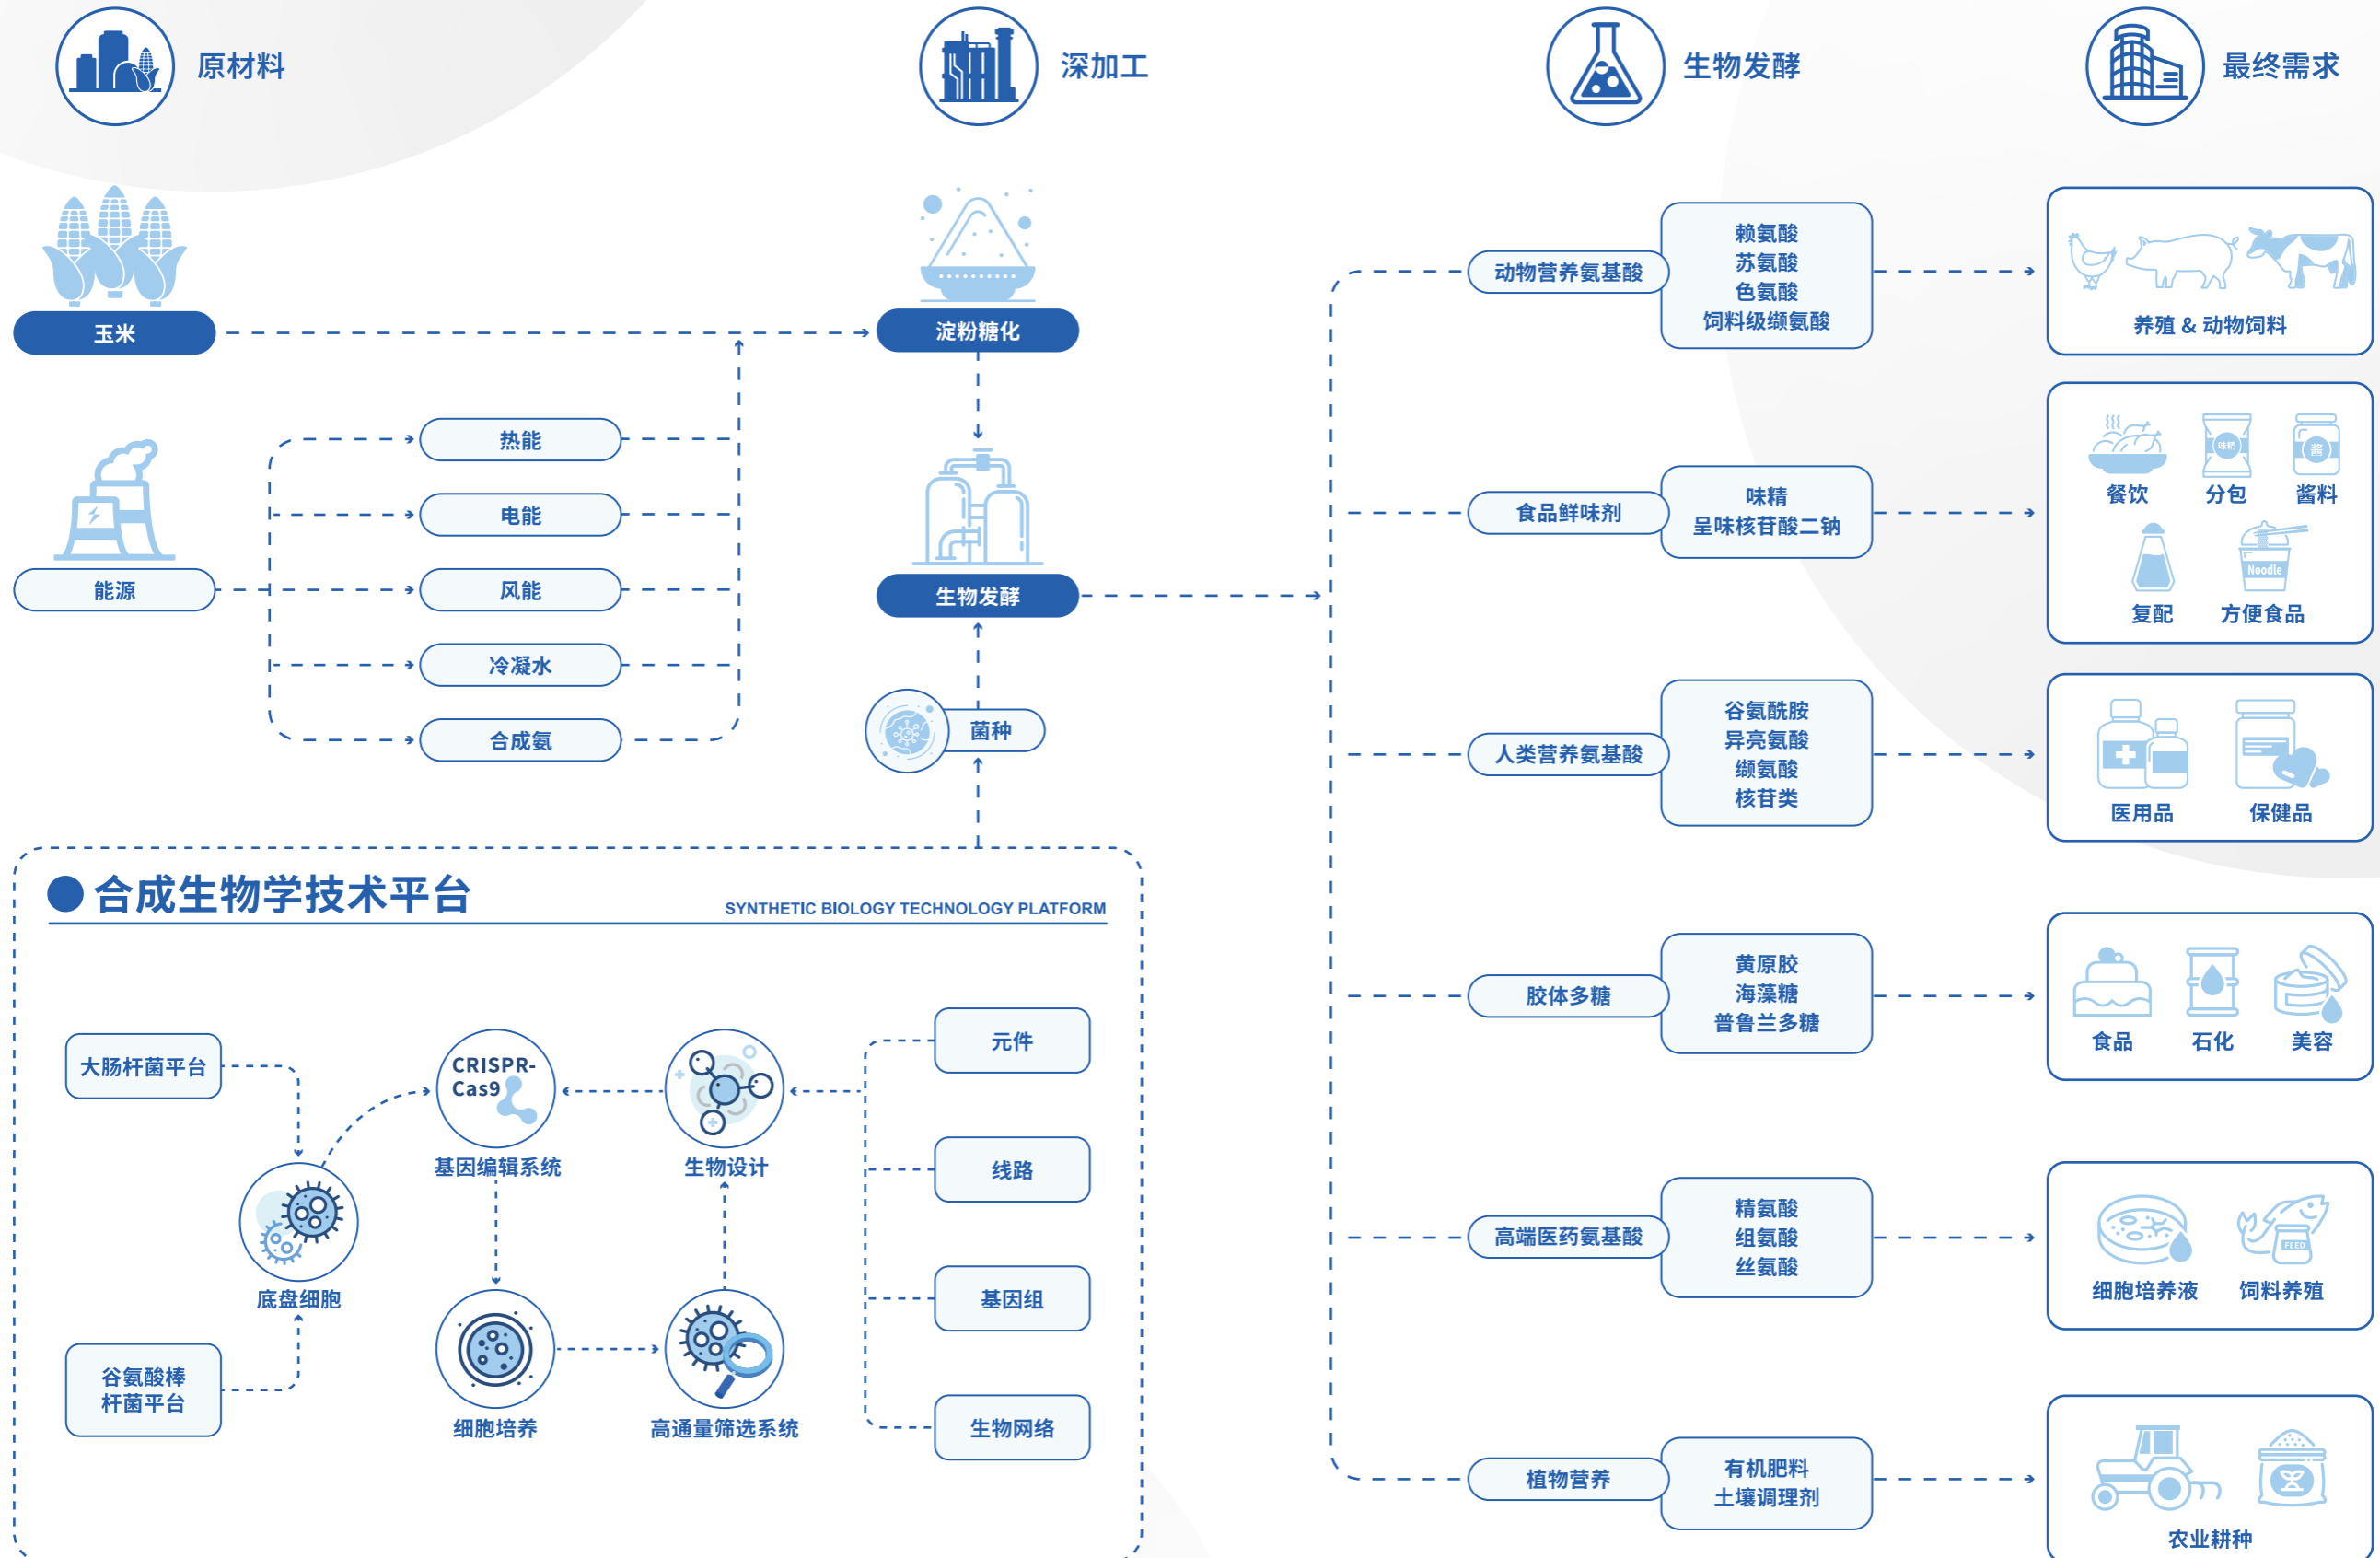 原材料
深加工
生物发酵
最终需求
玉米
能源
热能
电能
风能
冷凝水
合成氨
淀粉糖化
生物发酵
菌种
合成生物学技术平台
SYNTHETIC BIOLOGY TECHNOLOGY PLATFORM
大肠杆菌平台
谷氨酸棒
杆菌平台
底盘细胞
CRISPR-
Cas9
基因编辑系统
生物设计
细胞培养
高通量筛选系统
元件
线路
基因组
生物网络
动物营养氨基酸
赖氨酸
苏氨酸
色氨酸
饲料级缬氨酸
养殖 & 动物饲料
食品鲜味剂
味精
呈味核苷酸二钠
餐饮
味精
分包
酱
酱料
复配
Noodle
方便食品
人类营养氨基酸
谷氨酰胺
异亮氨酸
缬氨酸
核苷类
医用品
保健品
胶体多糖
黄原胶
海藻糖
普鲁兰多糖
食品
石化
美容
高端医药氨基酸
精氨酸
组氨酸
丝氨酸
细胞培养液
FEED
饲料养殖
植物营养
有机肥料
土壤调理剂
农业耕种